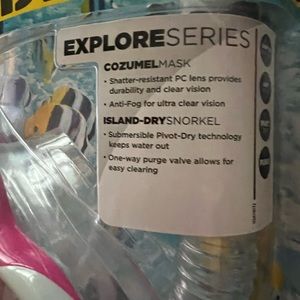 EXPLORESERIES
COZUMELMASK
• Shatter-resistant PC lens provides
durability and clear vision
• Anti-Fog for ultra clear vision
ISLAND-DRYSNORKEL
• Submersible Pivot-Dry technology
keeps water out
• One-way purge valve allows for
easy clearing